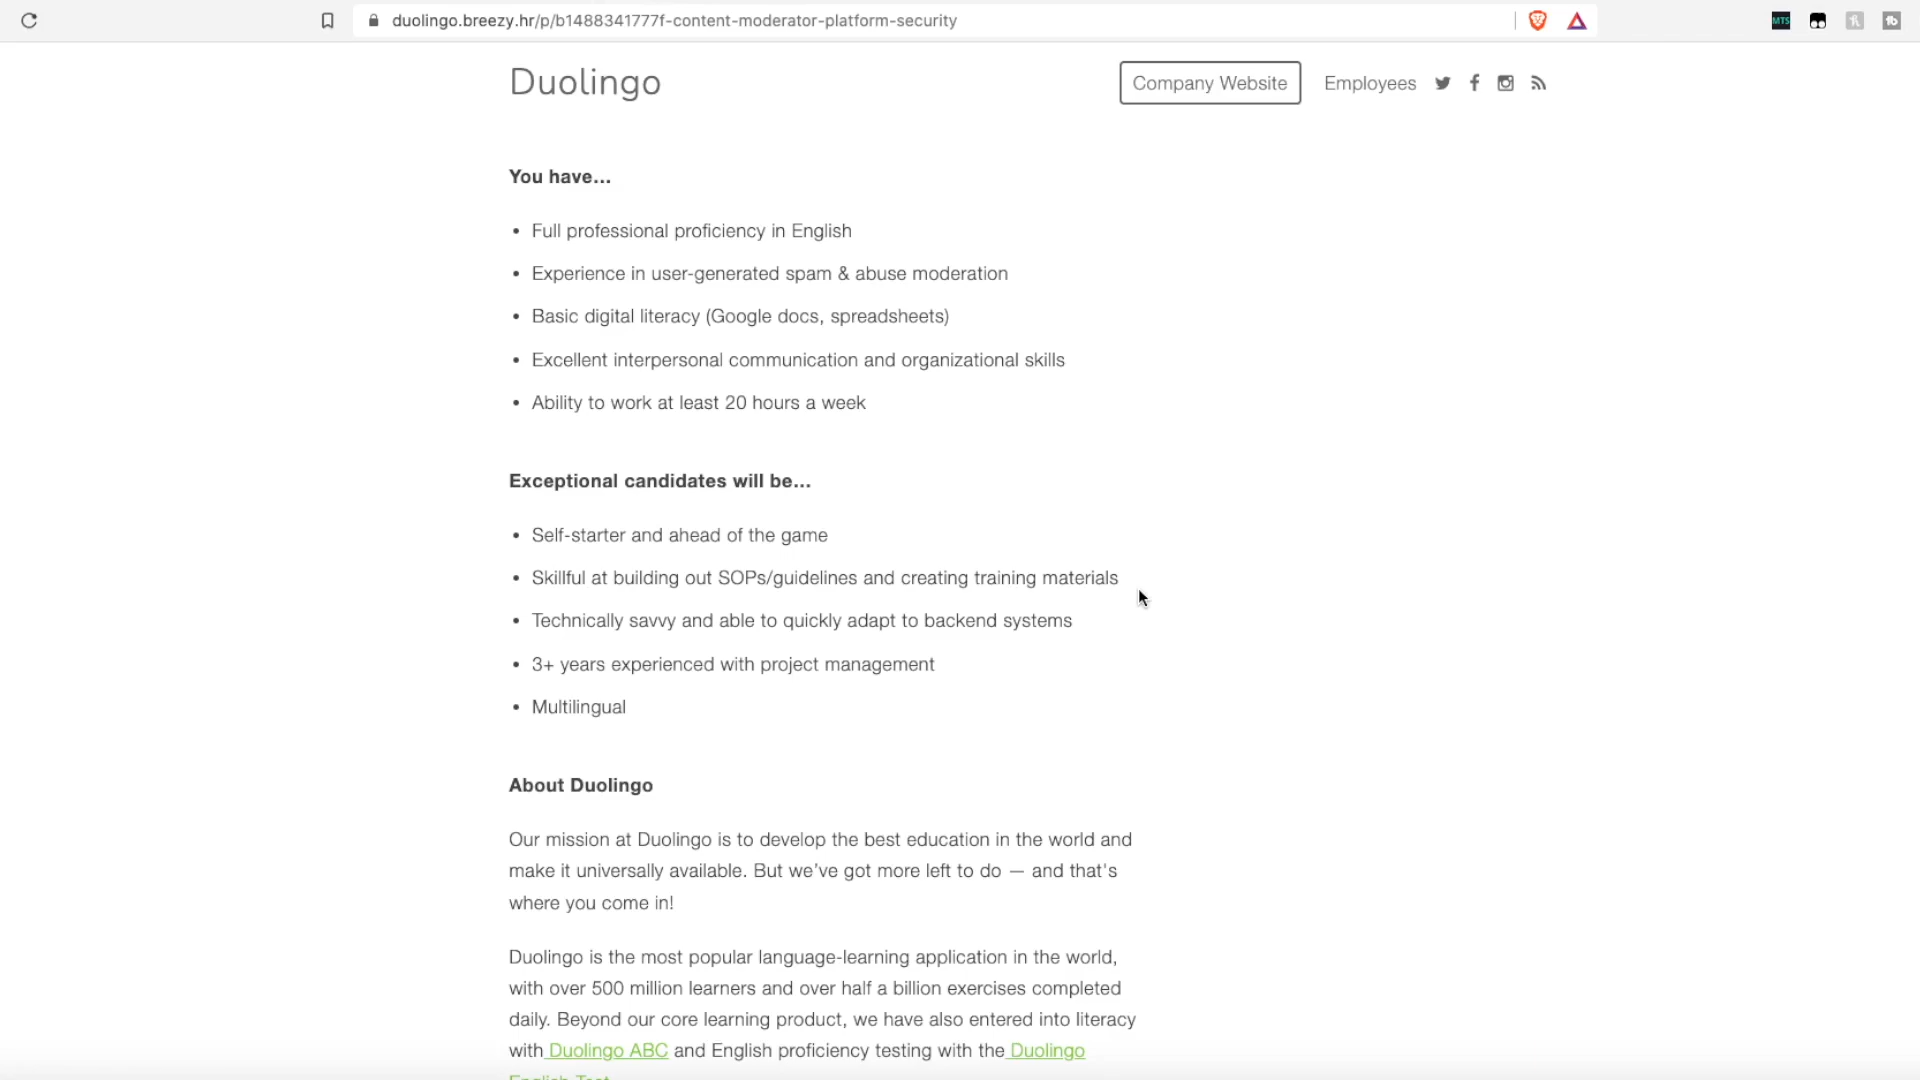 duolingo.breezy.hr/p/b1488341777f-content-moderator-platform-security
MTS
Duolingo
Company Website
Employees
You have...
• Full professional proficiency in English
• Experience in user-generated spam & abuse moderation
• Basic digital literacy (Google docs, spreadsheets)
• Excellent interpersonal communication and organizational skills
• Ability to work at least 20 hours a week
Exceptional candidates will be...
• Self-starter and ahead of the game
• Skillful at building out SOPs/guidelines and creating training materials
• Technically savvy and able to quickly adapt to backend systems
• 3+ years experienced with project management
• Multilingual
About Duolingo
Our mission at Duolingo is to develop the best education in the world and
make it universally available. But we've got more left to do — and that's
where you come in!
Duolingo is the most popular language-learning application in the world,
with over 500 million learners and over half a billion exercises completed
daily. Beyond our core learning product, we have also entered into literacy
with Duolingo ABC and English proficiency testing with the Duolingo
English Test